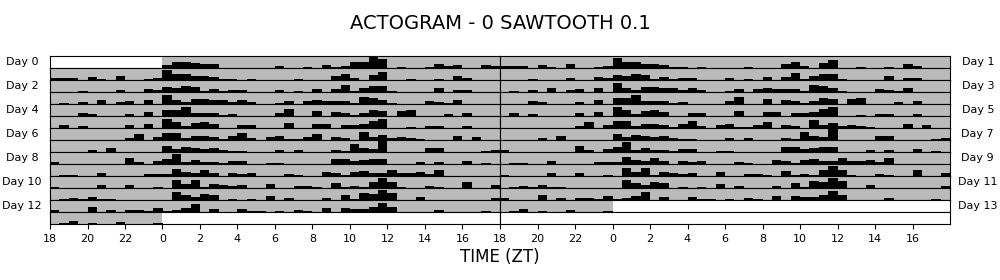 ACTOGRAM - 0 SAWTOOTH 0.1
Day 0
Day 1
Day 2
Day 3
Day 4
Day 5
Day 6
Day 7
Day 8
Day 9
Day 10
Day 11
Day 12
Day 13
18 20 22 0 2 4 6 8 10 12 14 16 18 20 22 0 2 4 6 8 10 12 14 16
TIME (ZT)